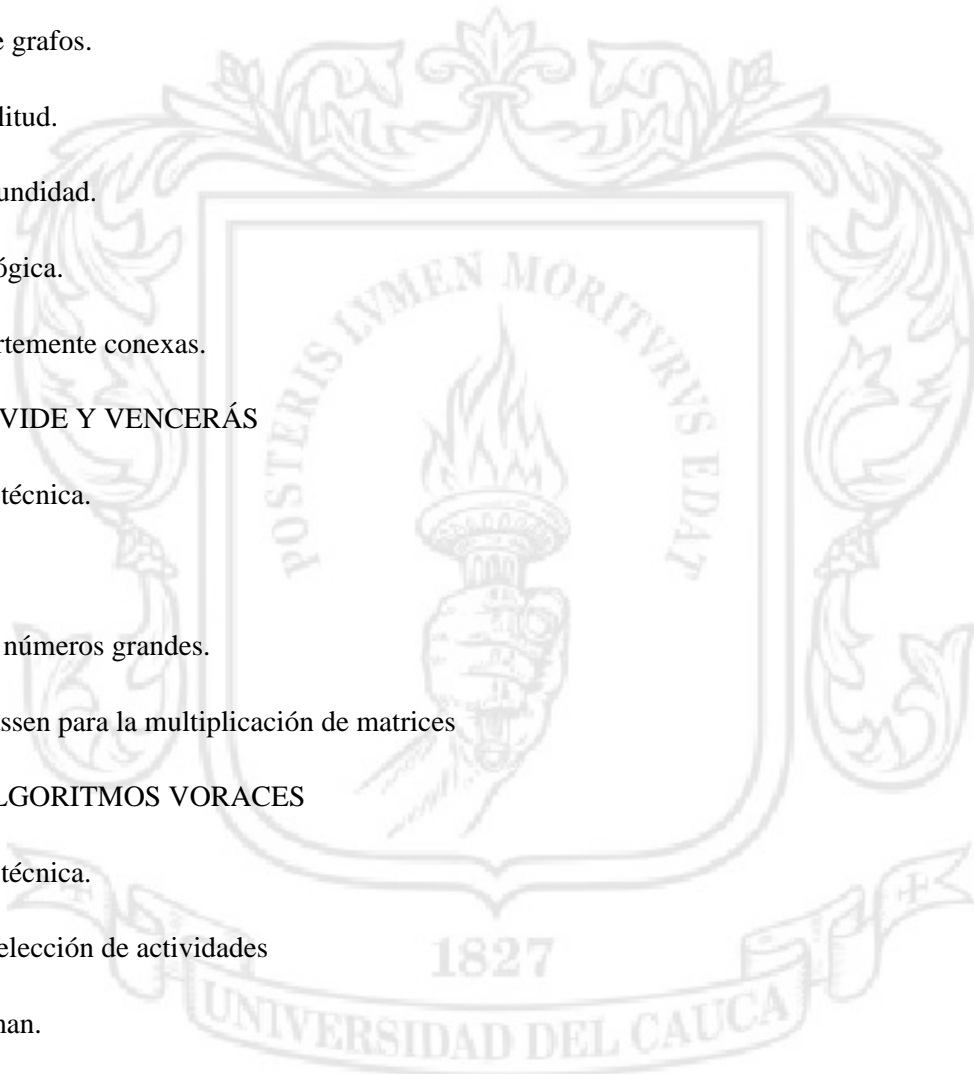 e grafos.
litud.
undidad.
ógica.
rtemente conexas.
VIDE Y VENCERÁS
técnica.
números grandes.
ssen para la multiplicación de matrices
LGORITMOS VORACES
técnica.
elección de actividades
nan.
POSTERIS LVMEN MORITVRVS EDAT
1827
UNIVERSIDAD DEL CAUCA